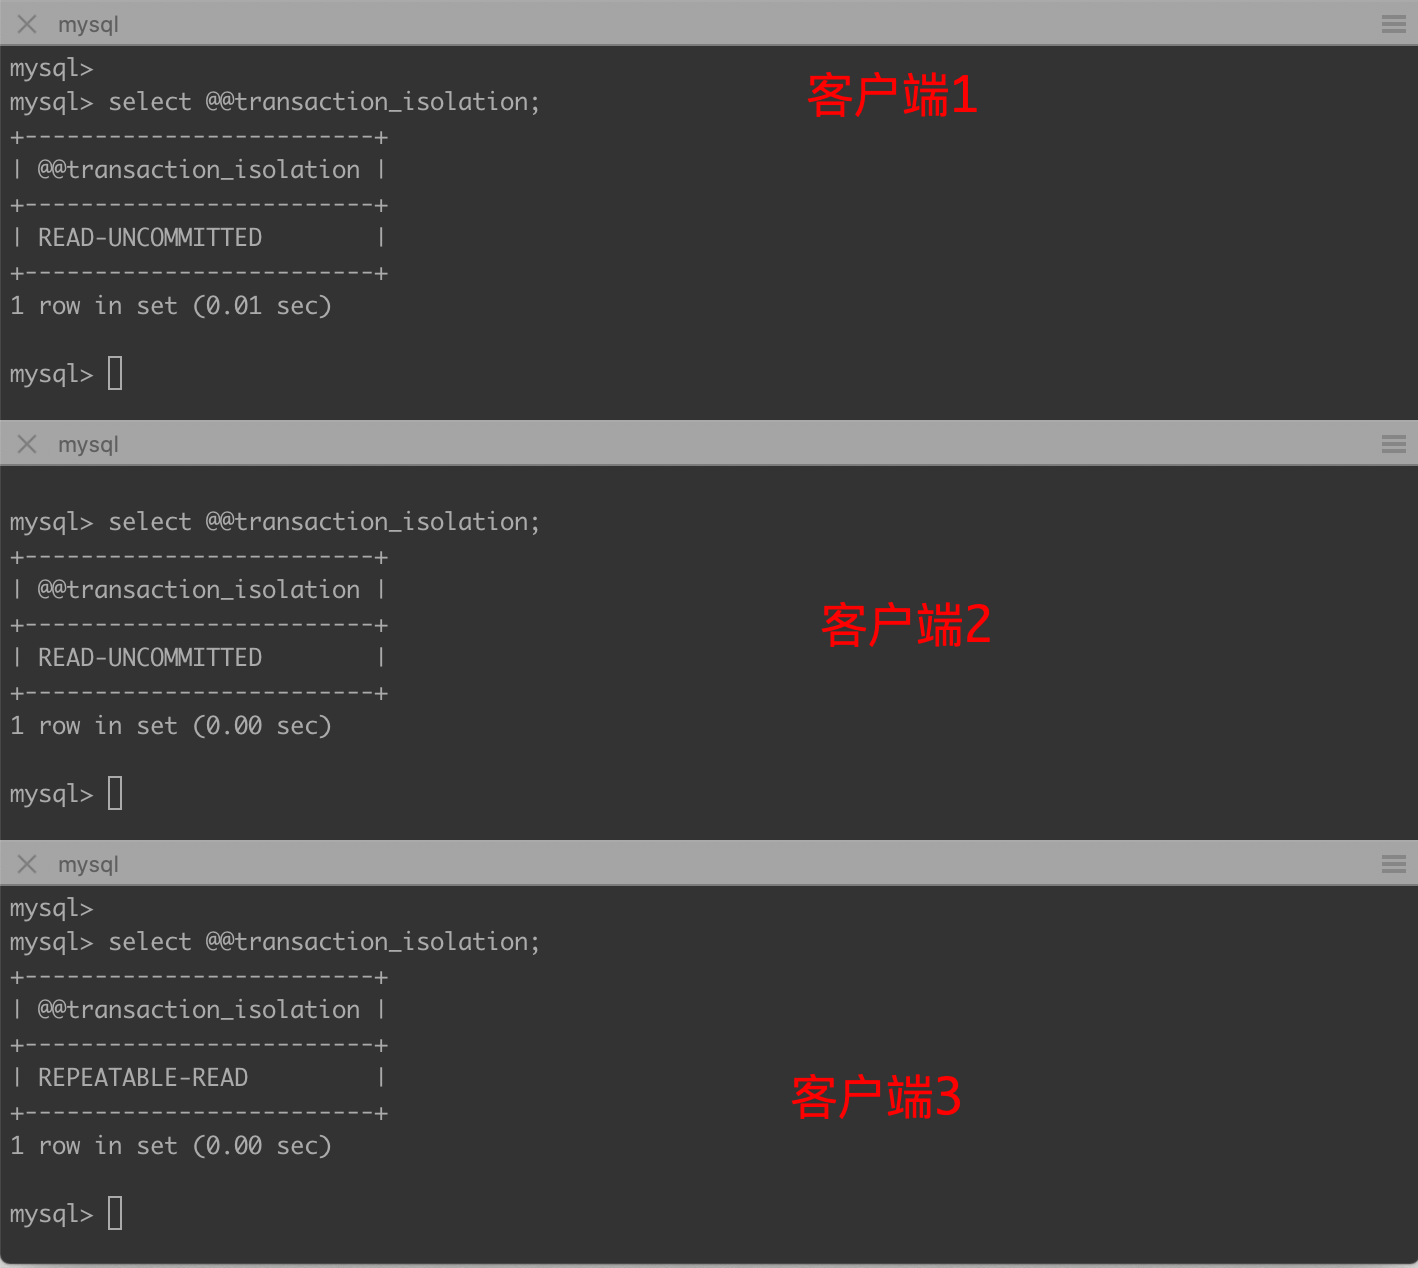 mysql
mysql>
mysql> select @@transaction_isolation;
客户端1
+-------------------------+
| @@transaction_isolation |
+-------------------------+
| READ-UNCOMMITTED        |
+-------------------------+
1 row in set (0.01 sec)
mysql>
mysql
mysql> select @@transaction_isolation;
+-------------------------+
| @@transaction_isolation |
+-------------------------+
客户端2
| READ-UNCOMMITTED        |
+-------------------------+
1 row in set (0.00 sec)
mysql>
mysql
mysql>
mysql> select @@transaction_isolation;
+-------------------------+
| @@transaction_isolation |
+-------------------------+
| REPEATABLE-READ         |
客户端3
+-------------------------+
1 row in set (0.00 sec)
mysql>